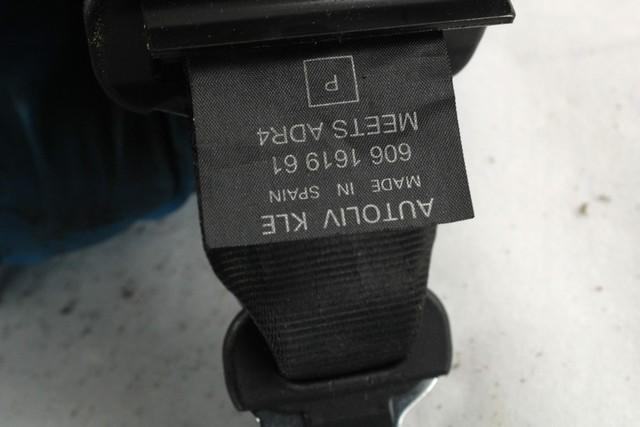 AUTOLIV KLE
MADE IN SPAIN
606 1619 61
MEETS ADR4
P